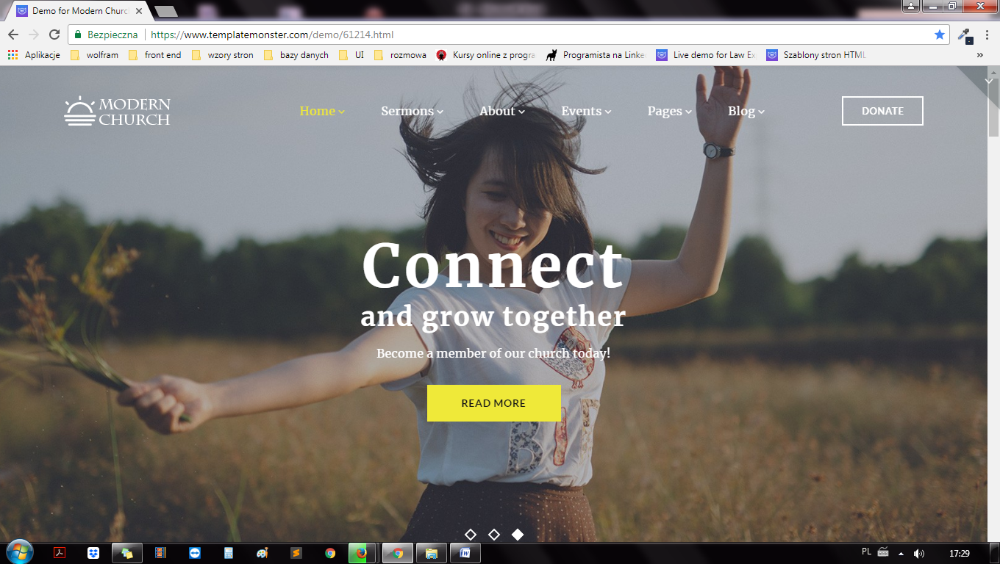 Demo for Modern Churc
Bezpieczna
https://www.templatemonster.com/demo/61214.html
Aplikacje
wolfram
front end
wzory stron
bazy danych
UI
rozmowa
Kursy online z progra
Programista na Linke
Live demo for Law Ex
Szablony stron HTML
MODERN
CHURCH
Home
Sermons
About
Events
Pages
Blog
DONATE
Connect
and grow together
Become a member of our church today!
READ MORE
PL
17:29